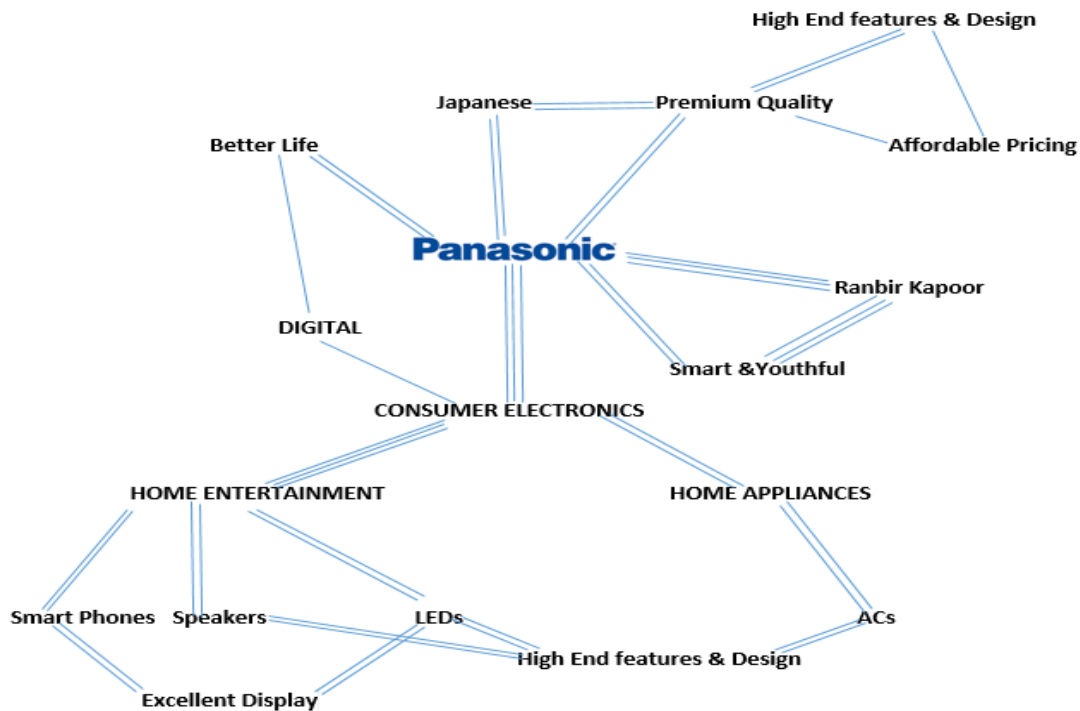 High End features & Design
Japanese
Premium Quality
Better Life
Affordable Pricing
Panasonic
Ranbir Kapoor
DIGITAL
Smart &Youthful
CONSUMER ELECTRONICS
HOME ENTERTAINMENT
HOME APPLIANCES
Smart Phones
Speakers
LEDs
ACs
High End features & Design
Excellent Display